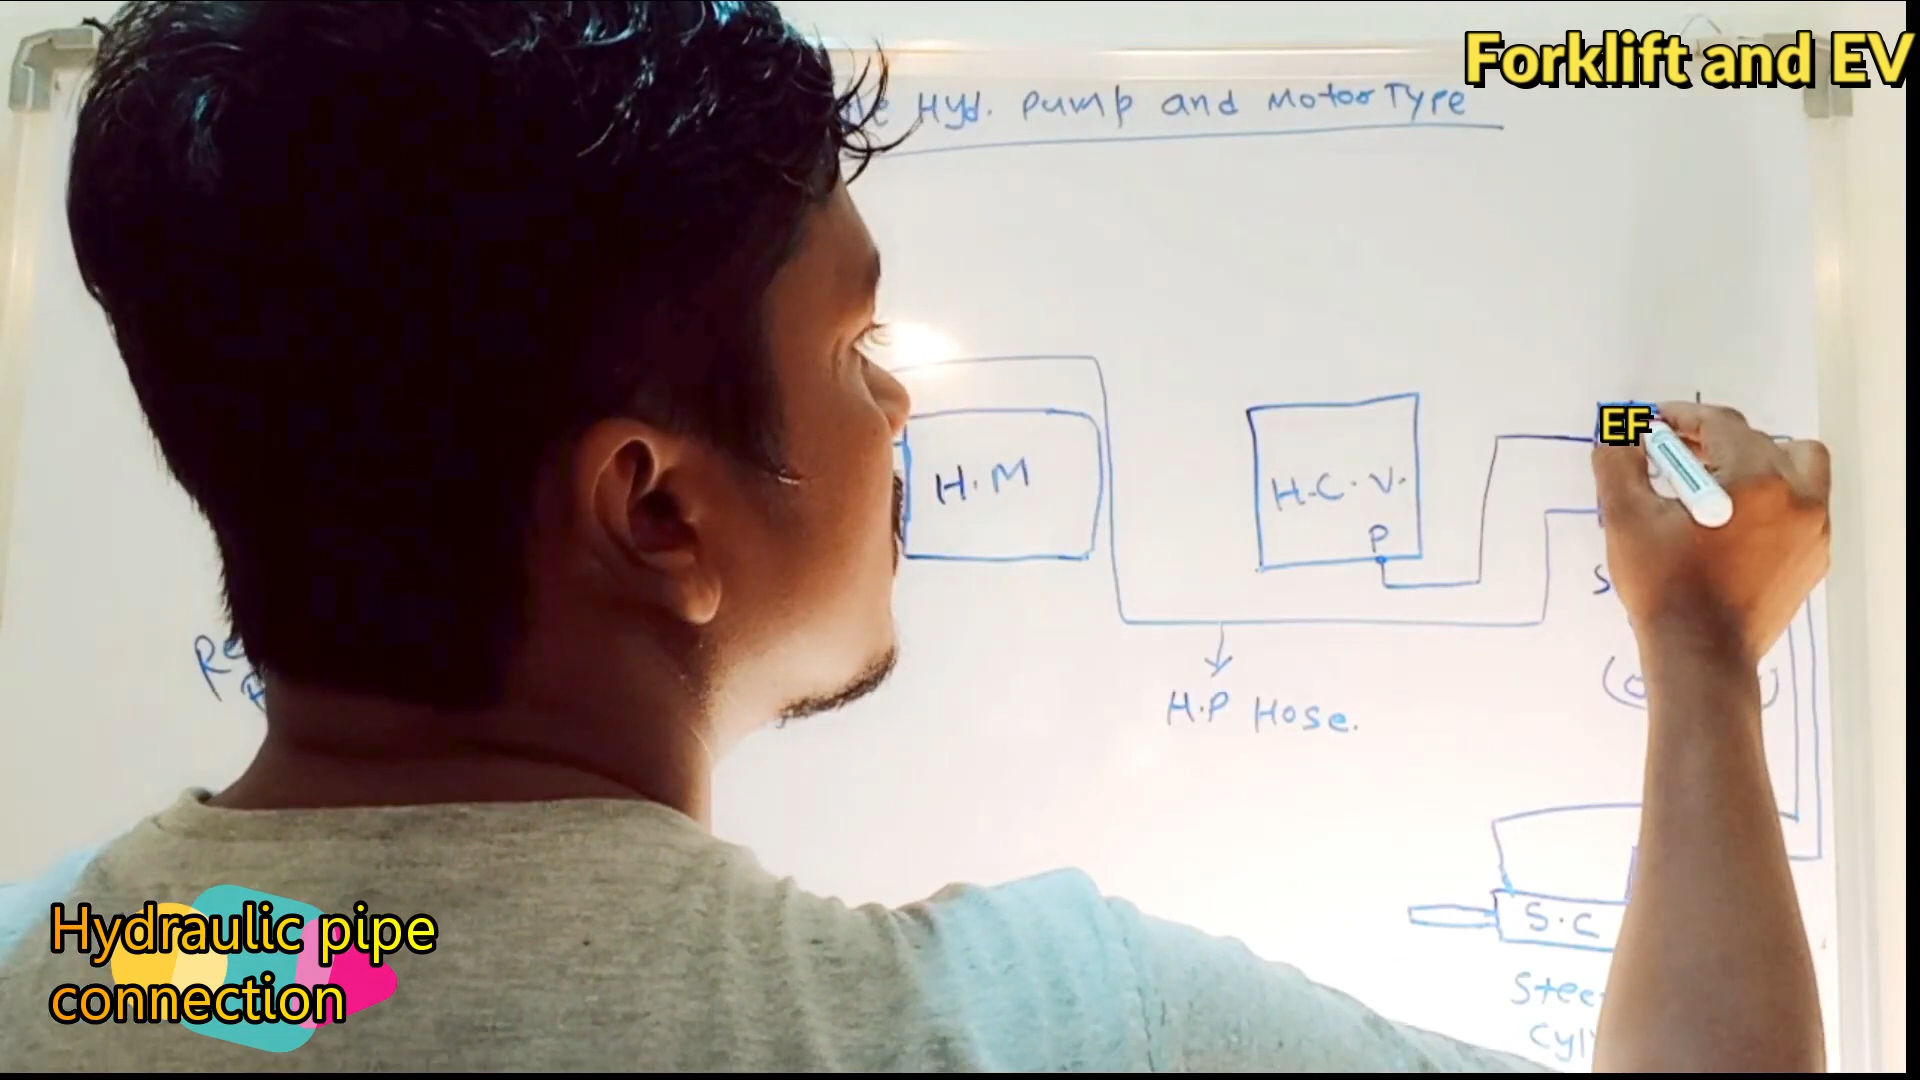 Forklift and EV
Hyd. Pump and Motor Type
EF
H.M
H.C.V.
P
H.P Hose.
S.C
Hydraulic pipe
connection